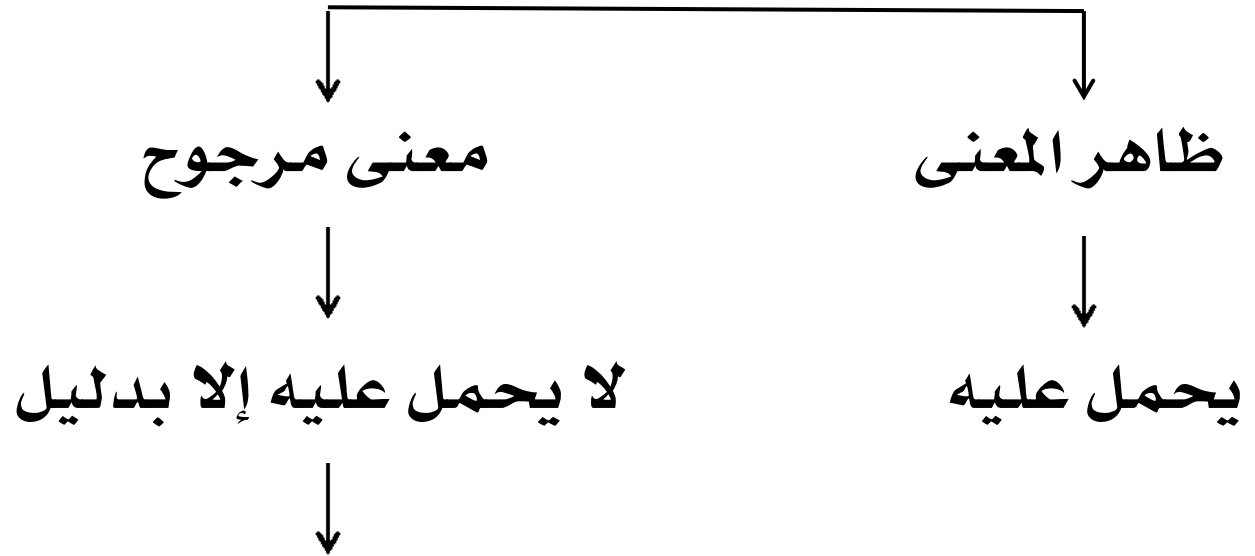 ظاهر المعنى
معنى مرجوح
يحمل عليه
لا يحمل عليه إلا بدليل